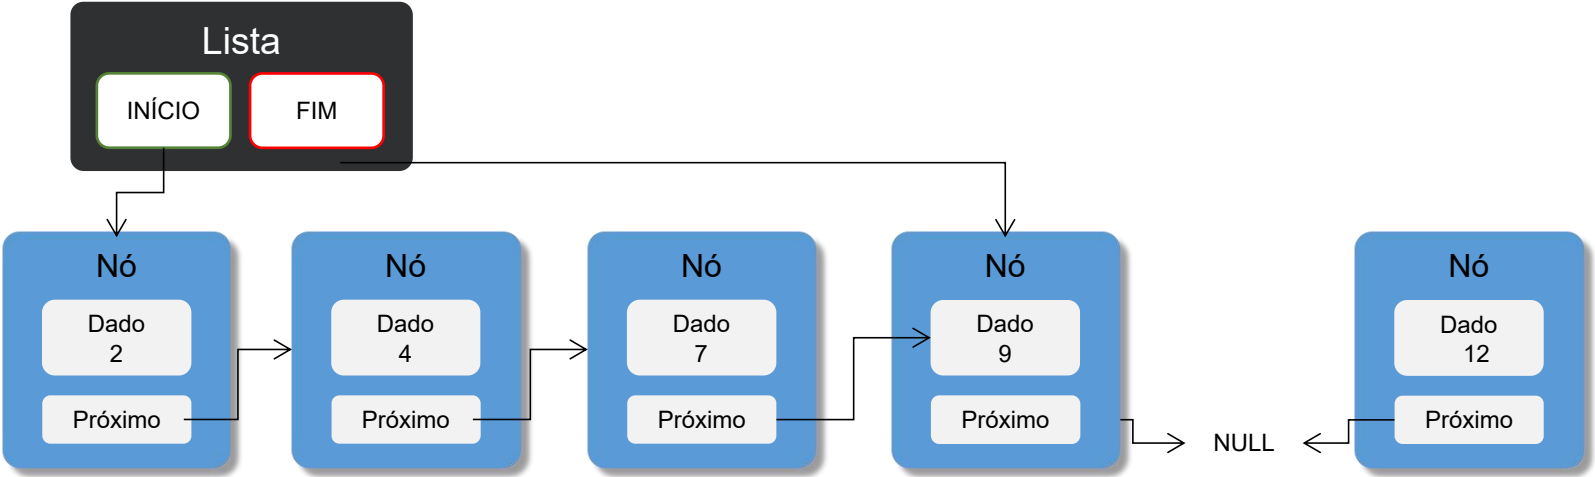 Lista
INÍCIO
FIM
Nó
Dado
2
Próximo
Nó
Dado
4
Próximo
Nó
Dado
7
Próximo
Nó
Dado
9
Próximo
NULL
Nó
Dado
12
Próximo